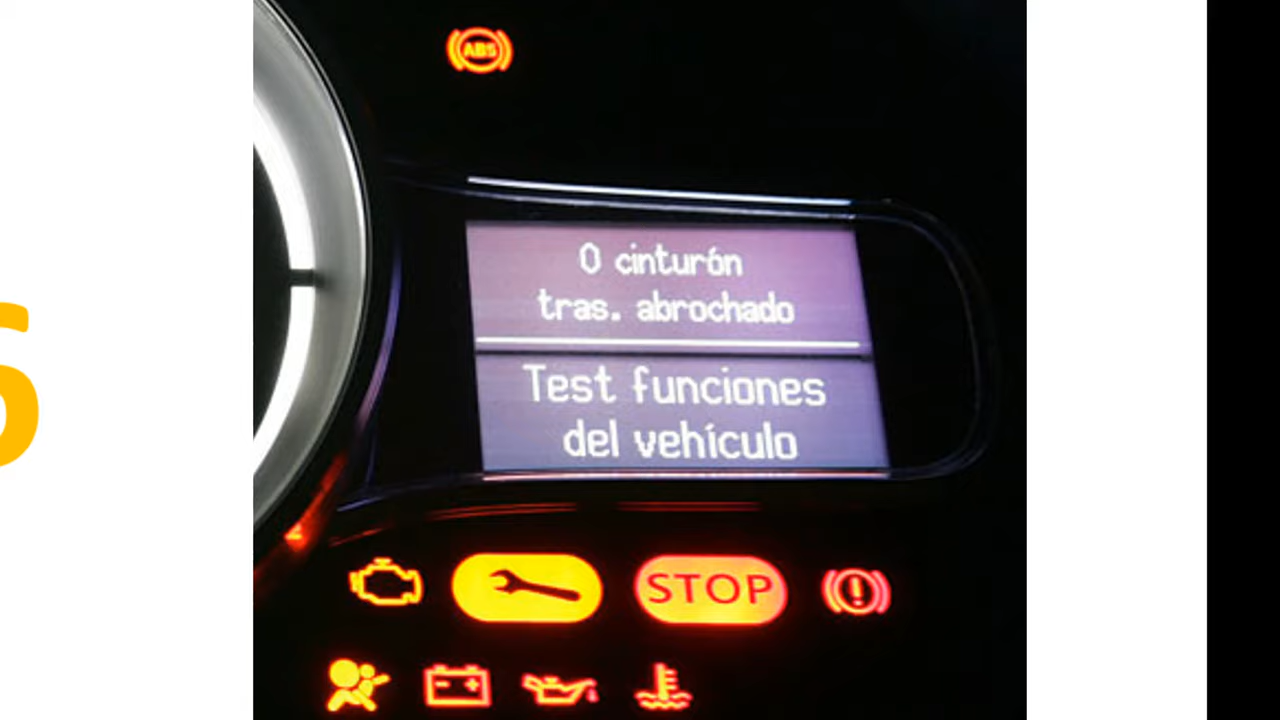 ABS
0 cinturón
tras. abrochado
Test funciones
del vehículo
STOP